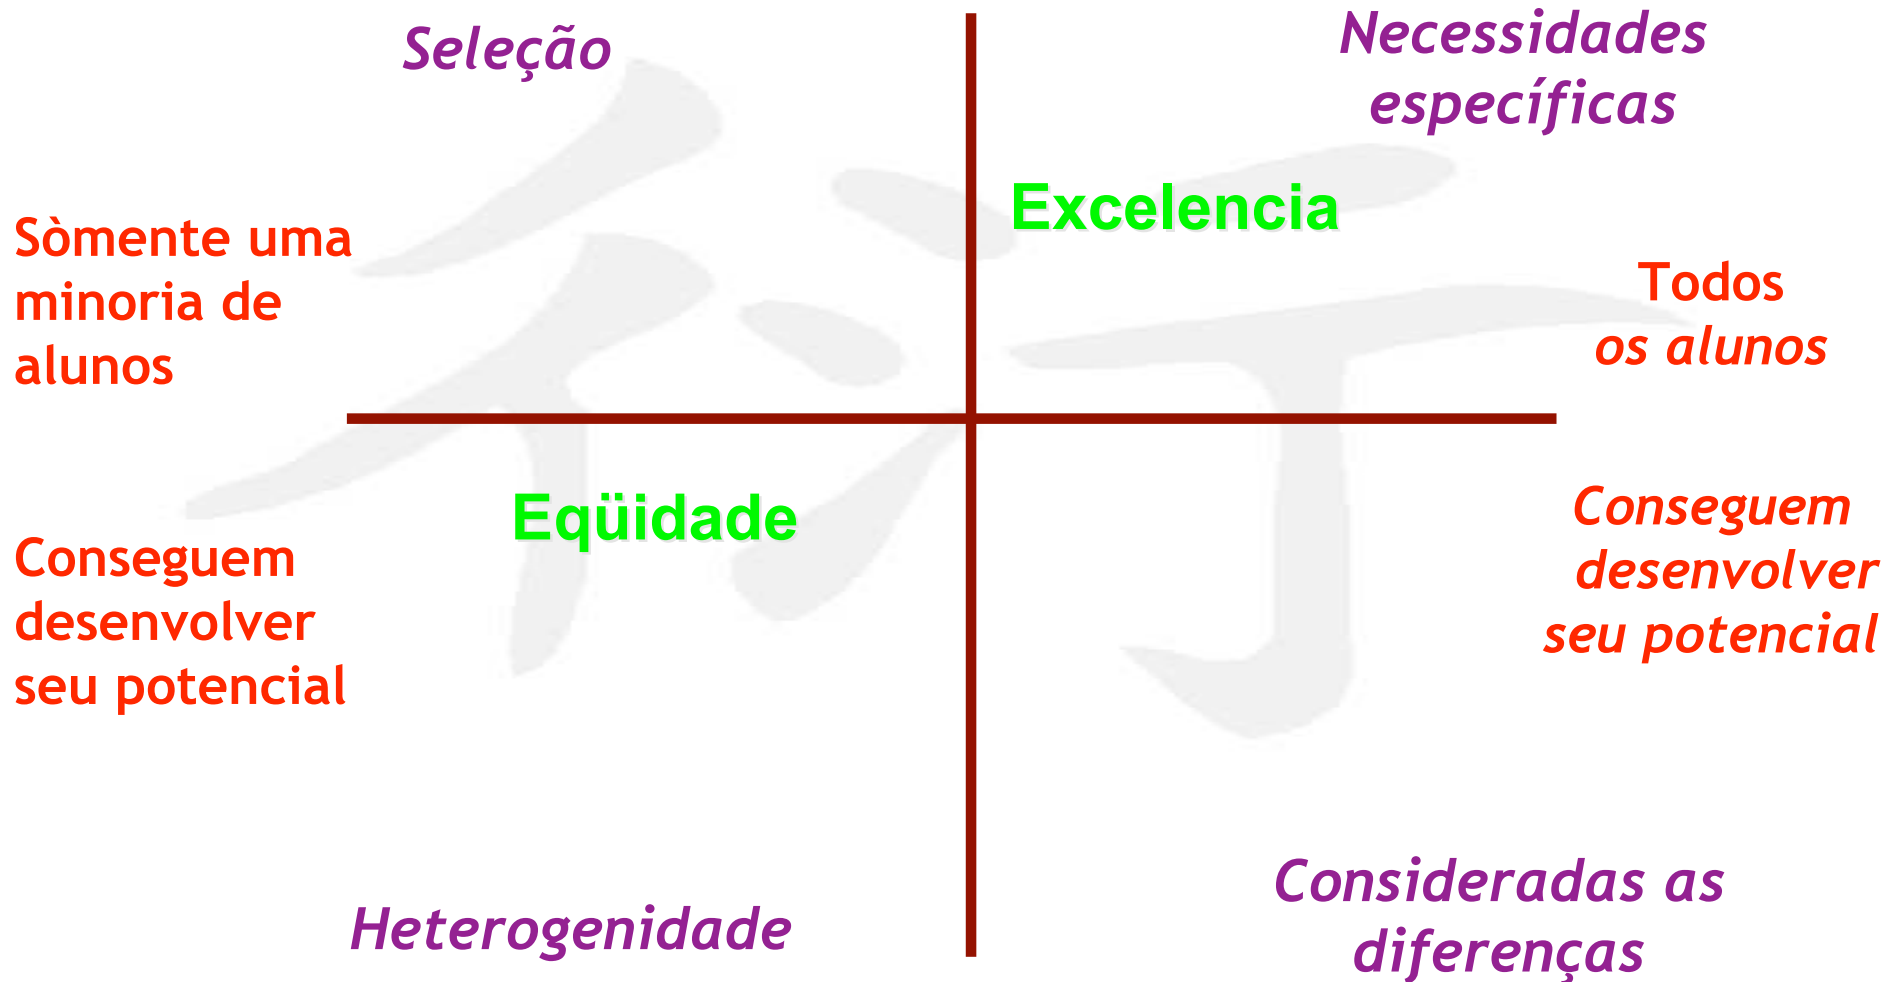 Seleção
Necessidades
específicas
Excelencia
Sòmente uma
minoria de
alunos
Todos
os alunos
Eqüidade
Conseguem
desenvolver
seu potencial
Conseguem
desenvolver
seu potencial
Heterogenidade
Consideradas as
diferenças